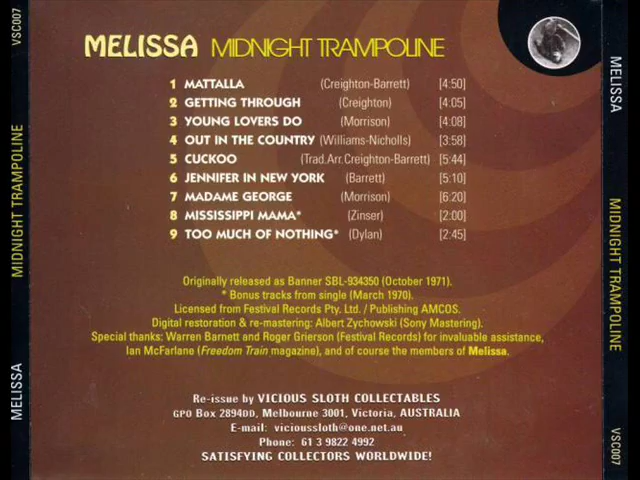 VSC007
MIDNIGHT TRAMPOLINE
MELISSA
MELISSA MIDNIGHT TRAMPOLINE
1 MATTALLA (Creighton-Barrett) [4:50]
2 GETTING THROUGH (Creighton) [4:05]
3 YOUNG LOVERS DO (Morrison) [4:08]
4 OUT IN THE COUNTRY (Williams-Nicholls) [3:58]
5 CUCKOO (Trad.Arr.Creighton-Barrett) [5:44]
6 JENNIFER IN NEW YORK (Barrett) [5:10]
7 MADAME GEORGE (Morrison) [6:20]
8 MISSISSIPPI MAMA* (Zinser) [2:00]
9 TOO MUCH OF NOTHING* (Dylan) [2:45]
Originally released as Banner SBL-934350 (October 1971).
* Bonus tracks from single (March 1970).
Licensed from Festival Records Pty. Ltd. / Publishing AMCOS.
Digital restoration & re-mastering: Albert Zychowski (Sony Mastering).
Special thanks: Warren Barnett and Roger Grierson (Festival Records) for invaluable assistance,
Ian McFarlane (Freedom Train magazine), and of course the members of Melissa.
Re-issue by VICIOUS SLOTH COLLECTABLES
GPO Box 2894DD, Melbourne 3001, Victoria, AUSTRALIA
E-mail: vicioussloth@one.net.au
Phone: 61 3 9822 4992
SATISFYING COLLECTORS WORLDWIDE!
MELISSA
MIDNIGHT TRAMPOLINE
VSC007